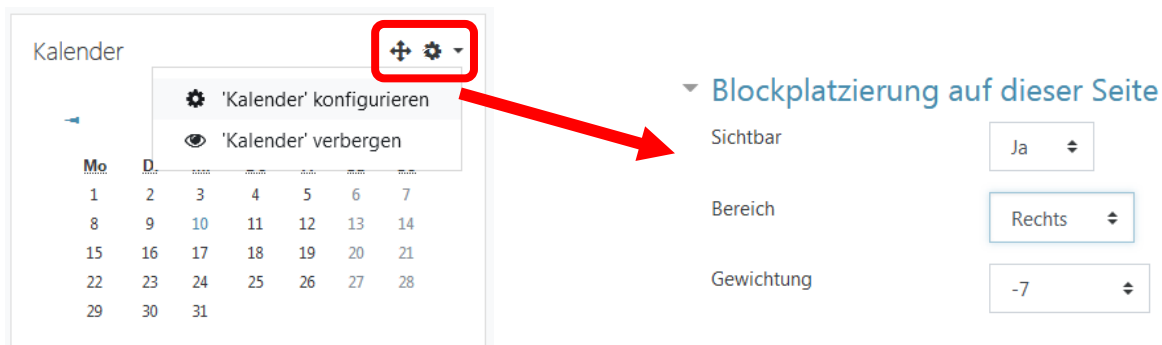 Kalender
'Kalender' konfigurieren
'Kalender' verbergen
Mo D.
1 2 3 4 5 6 7
8 9 10 11 12 13 14
15 16 17 18 19 20 21
22 23 24 25 26 27 28
29 30 31
Blockplatzierung auf dieser Seite
Sichtbar Ja
Bereich Rechts
Gewichtung -7